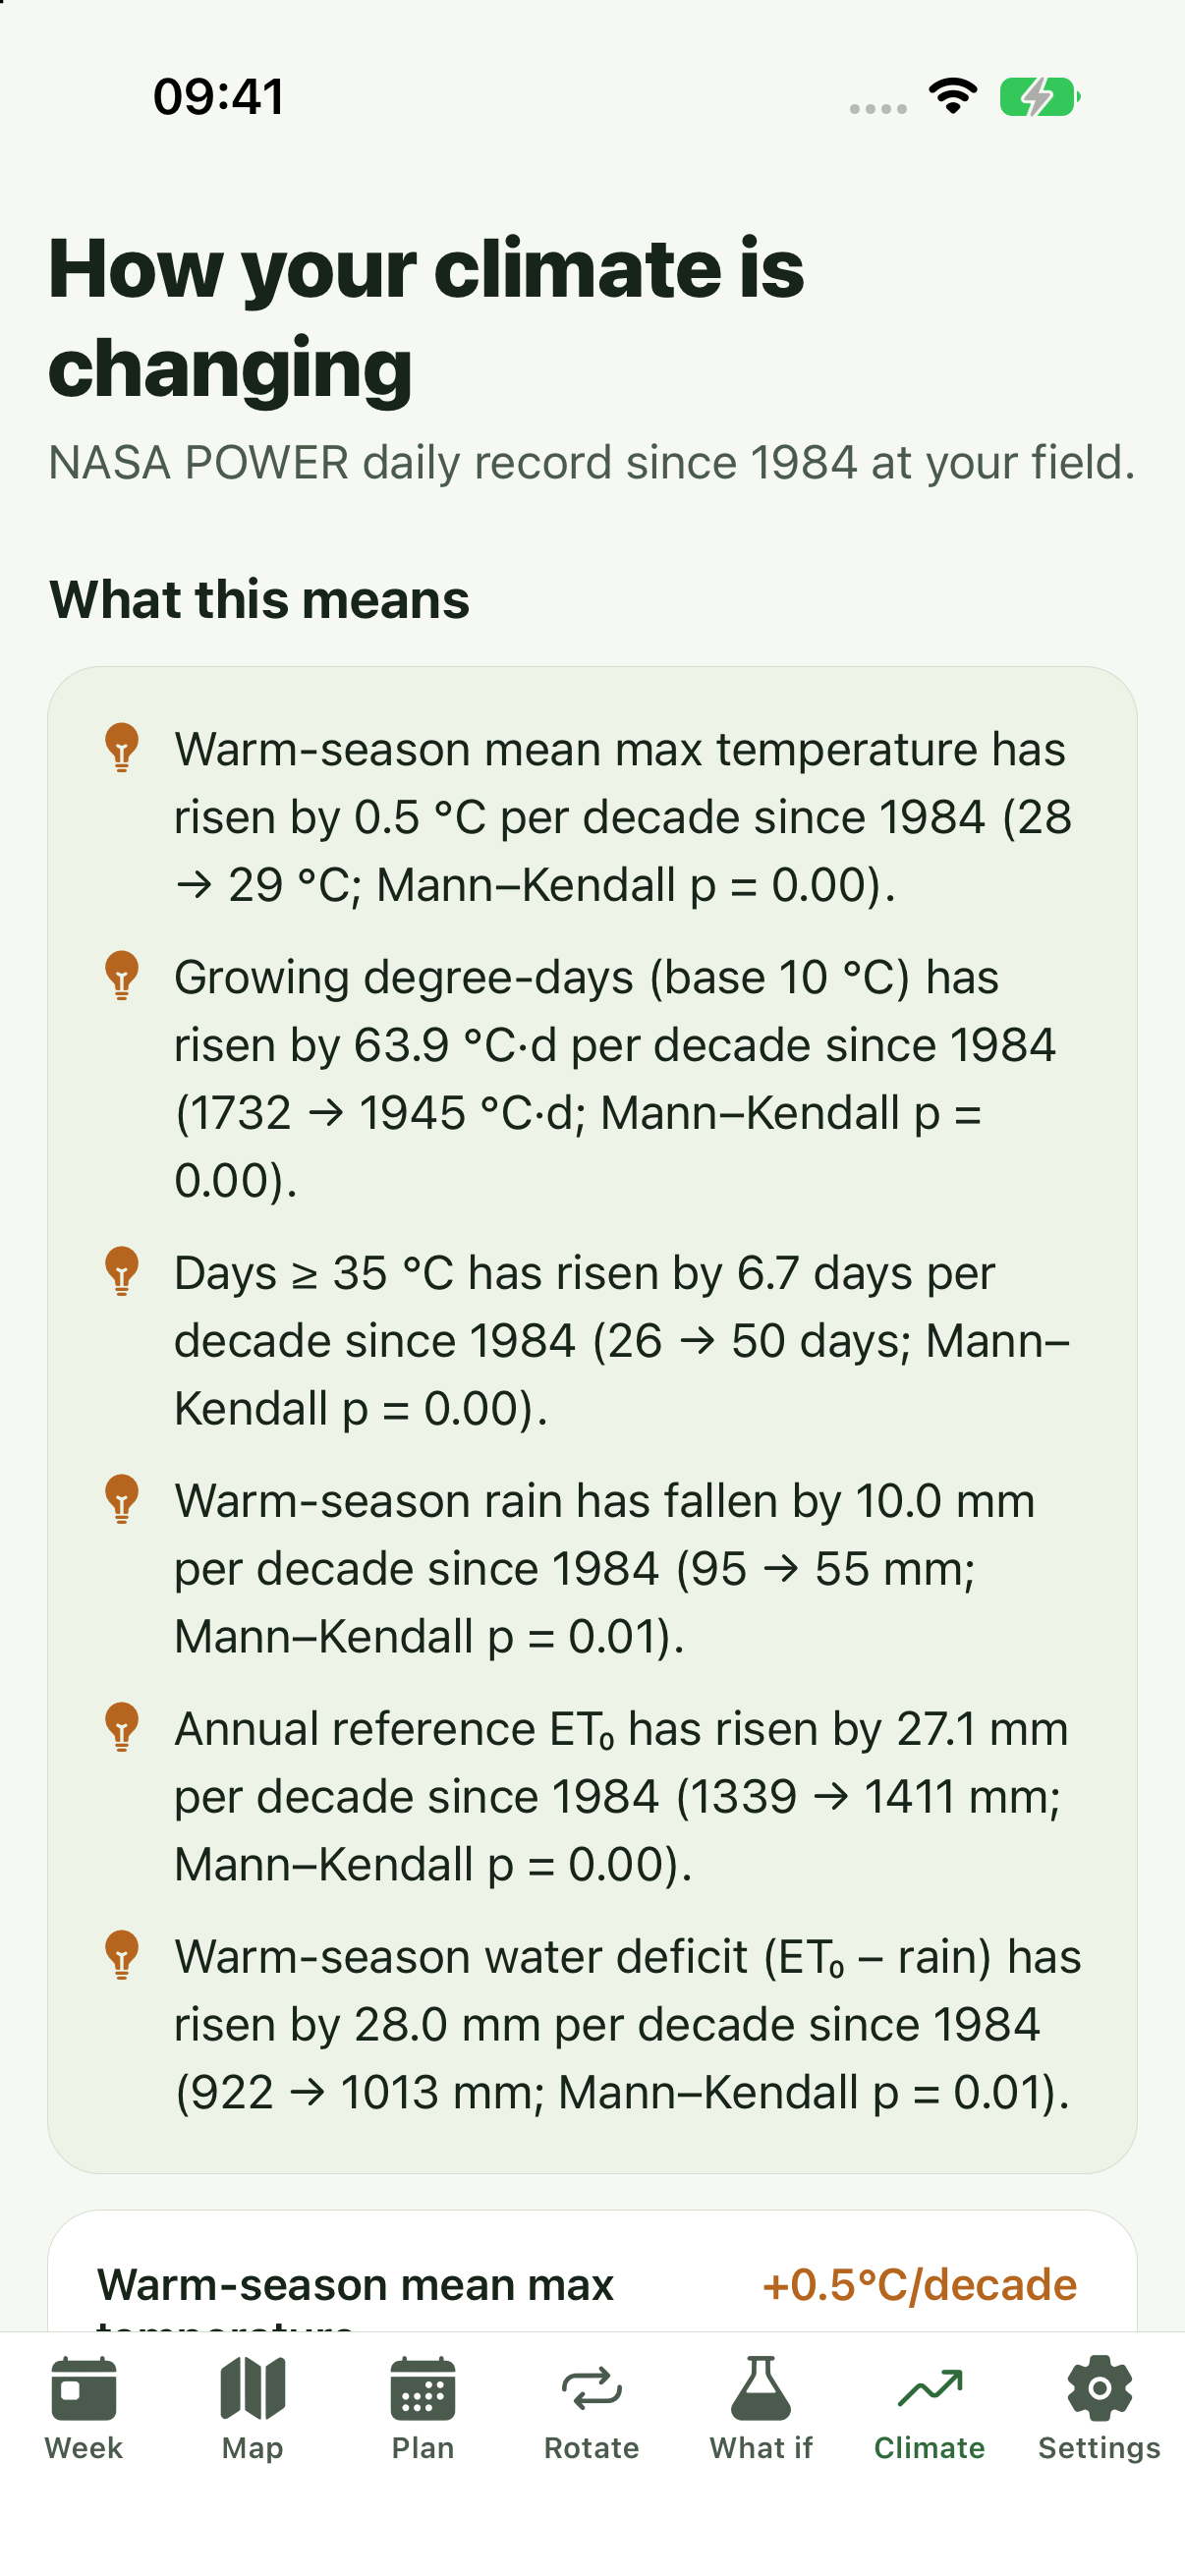 09:41
How your climate is
changing
NASA POWER daily record since 1984 at your field.
What this means
Warm-season mean max temperature has
risen by 0.5 °C per decade since 1984 (28
→ 29 °C; Mann–Kendall p = 0.00).
Growing degree-days (base 10 °C) has
risen by 63.9 °C·d per decade since 1984
(1732 → 1945 °C·d; Mann–Kendall p =
0.00).
Days ≥ 35 °C has risen by 6.7 days per
decade since 1984 (26 → 50 days; Mann–
Kendall p = 0.00).
Warm-season rain has fallen by 10.0 mm
per decade since 1984 (95 → 55 mm;
Mann–Kendall p = 0.01).
Annual reference ET₀ has risen by 27.1 mm
per decade since 1984 (1339 → 1411 mm;
Mann–Kendall p = 0.00).
Warm-season water deficit (ET₀ – rain) has
risen by 28.0 mm per decade since 1984
(922 → 1013 mm; Mann–Kendall p = 0.01).
Warm-season mean max +0.5°C/decade
Week Map Plan Rotate What if Climate Settings